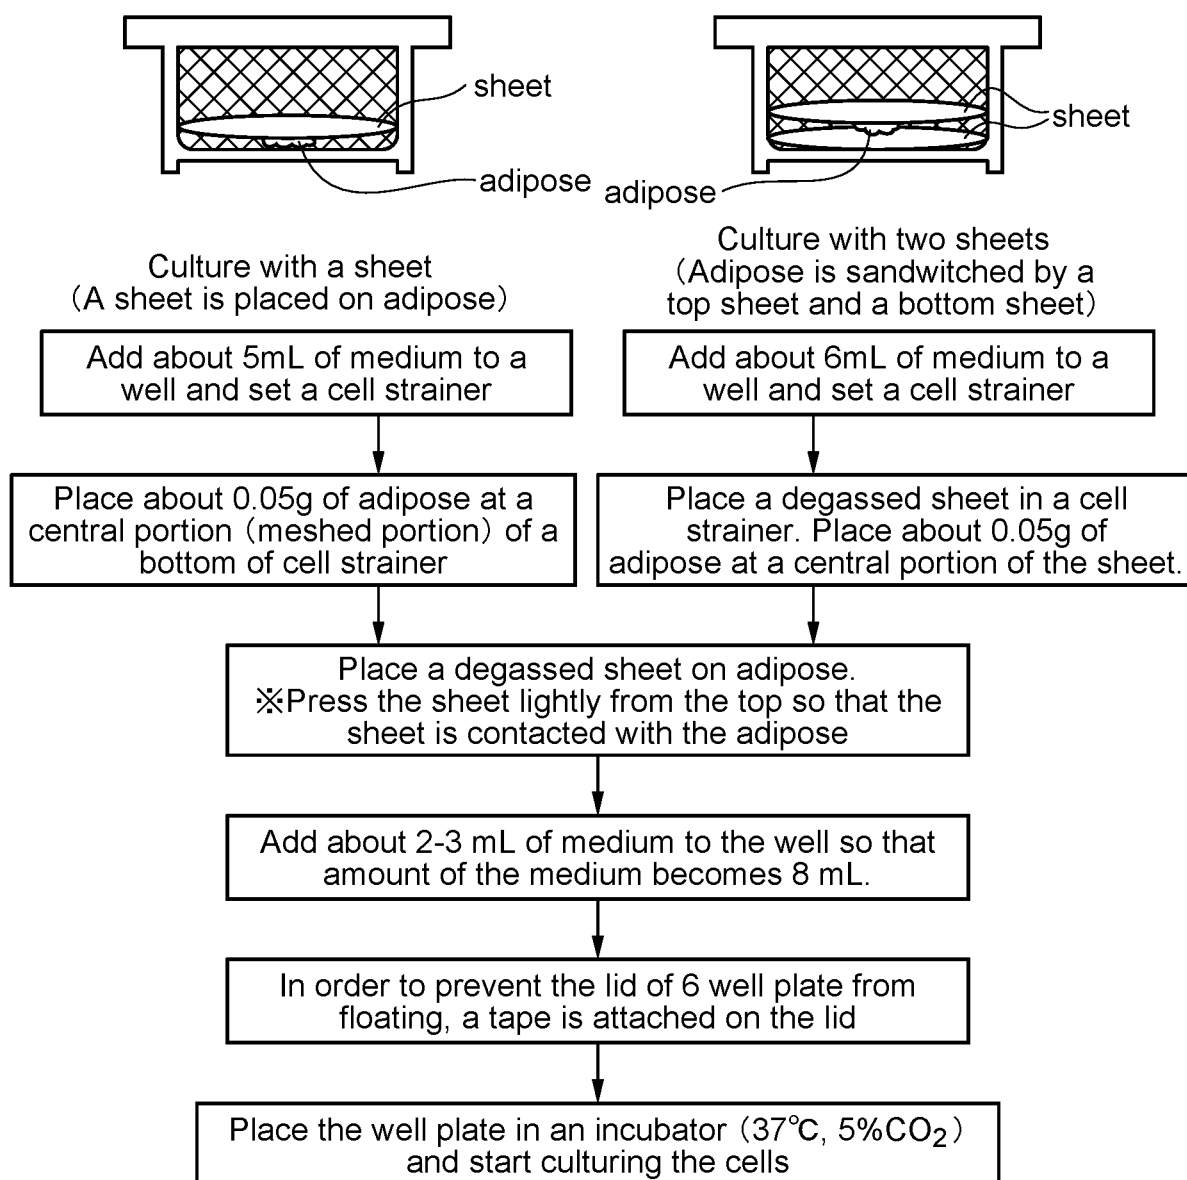 sheet
adipose
sheet
adipose
Culture with a sheet
(A sheet is placed on adipose)
Add about 5mL of medium to a
well and set a cell strainer
Place about 0.05g of adipose at a
central portion (meshed portion) of a
bottom of cell strainer
Culture with two sheets
(Adipose is sandwitched by a
top sheet and a bottom sheet)
Add about 6mL of medium to a
well and set a cell strainer
Place a degassed sheet in a cell
strainer. Place about 0.05g of
adipose at a central portion of the sheet.
Place a degassed sheet on adipose.
※Press the sheet lightly from the top so that the
sheet is contacted with the adipose
Add about 2-3 mL of medium to the well so that
amount of the medium becomes 8 mL.
In order to prevent the lid of 6 well plate from
floating, a tape is attached on the lid
Place the well plate in an incubator (37℃, 5%CO₂)
and start culturing the cells